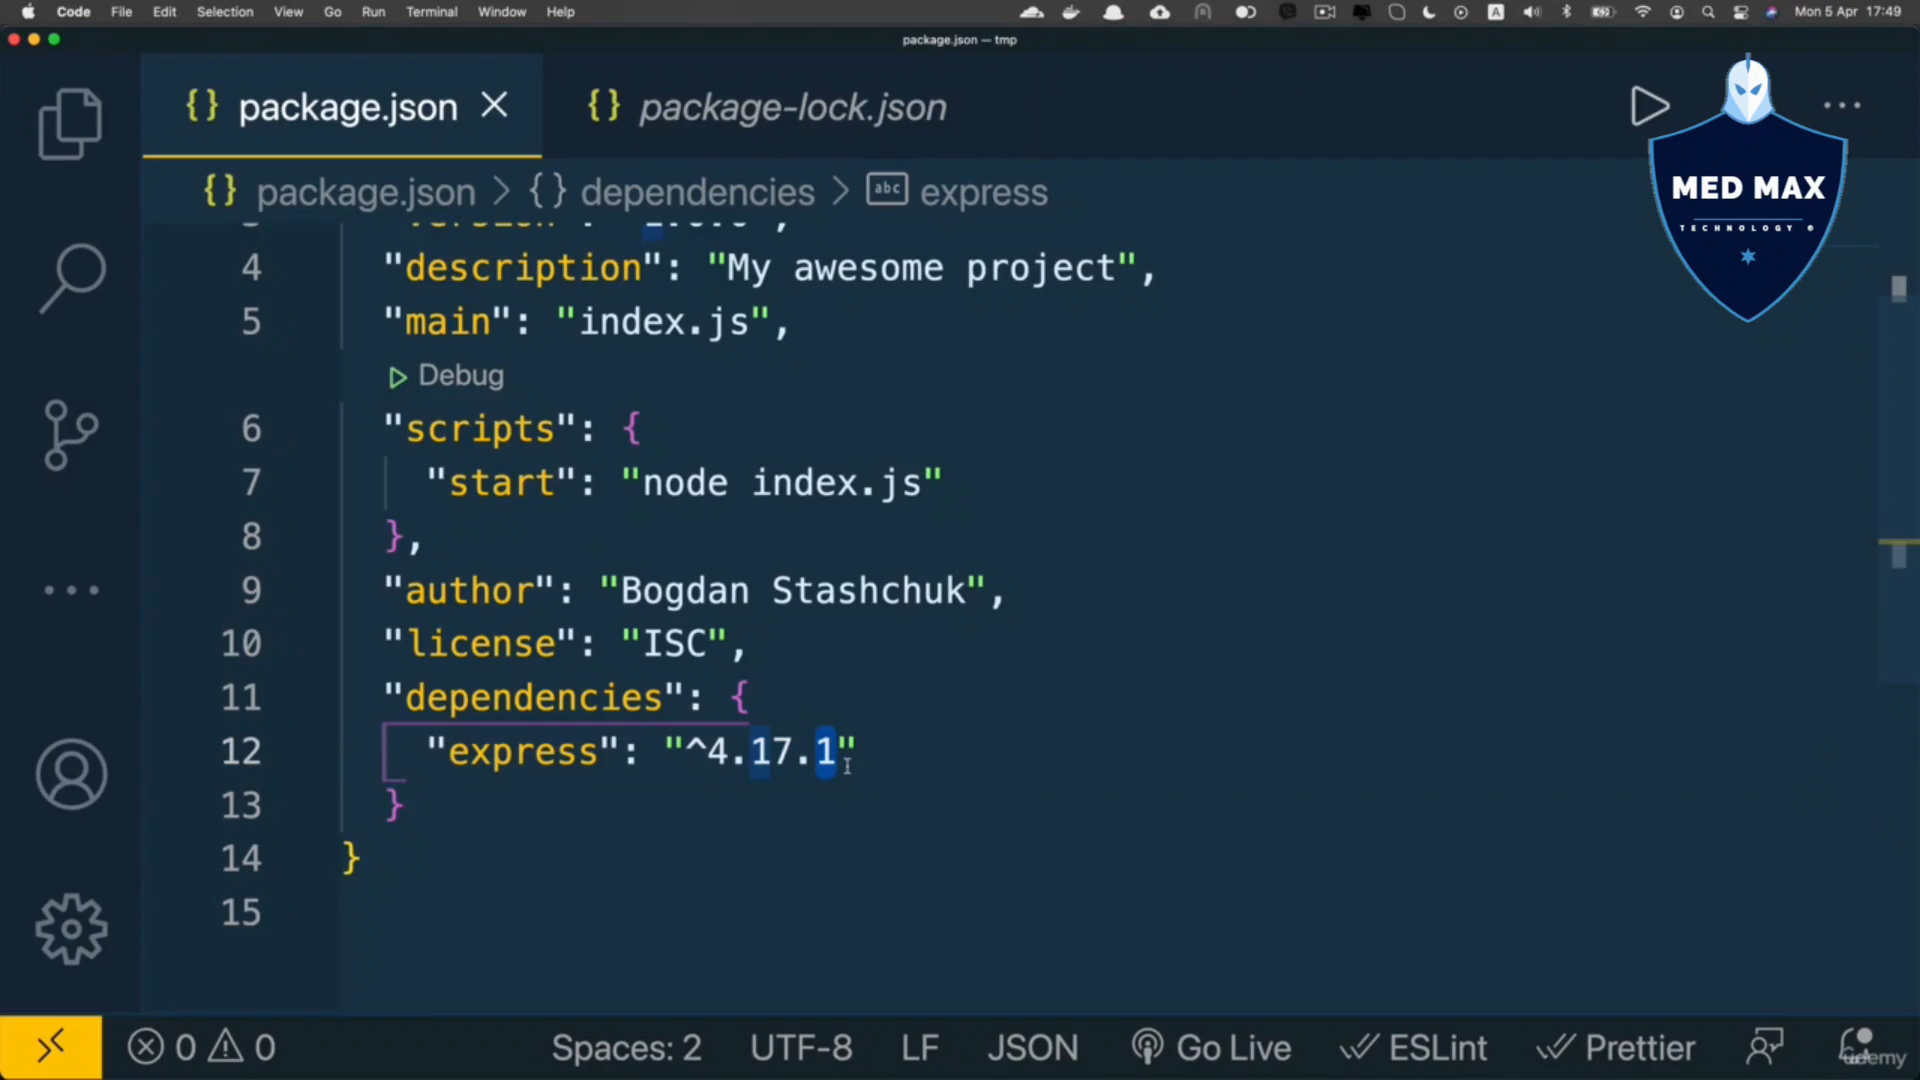 Code File Edit Selection View Go Run Terminal Window Help A Mon 5 Apr 17:49
package.json — tmp
{} package.json × {} package-lock.json
MED MAX
TECHNOLOGY ®
{} package.json > {} dependencies > abc express
4 "description": "My awesome project",
5 "main": "index.js",
Debug
6 "scripts": {
7 "start": "node index.js"
8 },
9 "author": "Bogdan Stashchuk",
10 "license": "ISC",
11 "dependencies": {
12 "express": "^4.17.1"
13 }
14 }
15
0 0 Spaces: 2 UTF-8 LF JSON Go Live ESLint Prettier
udemy